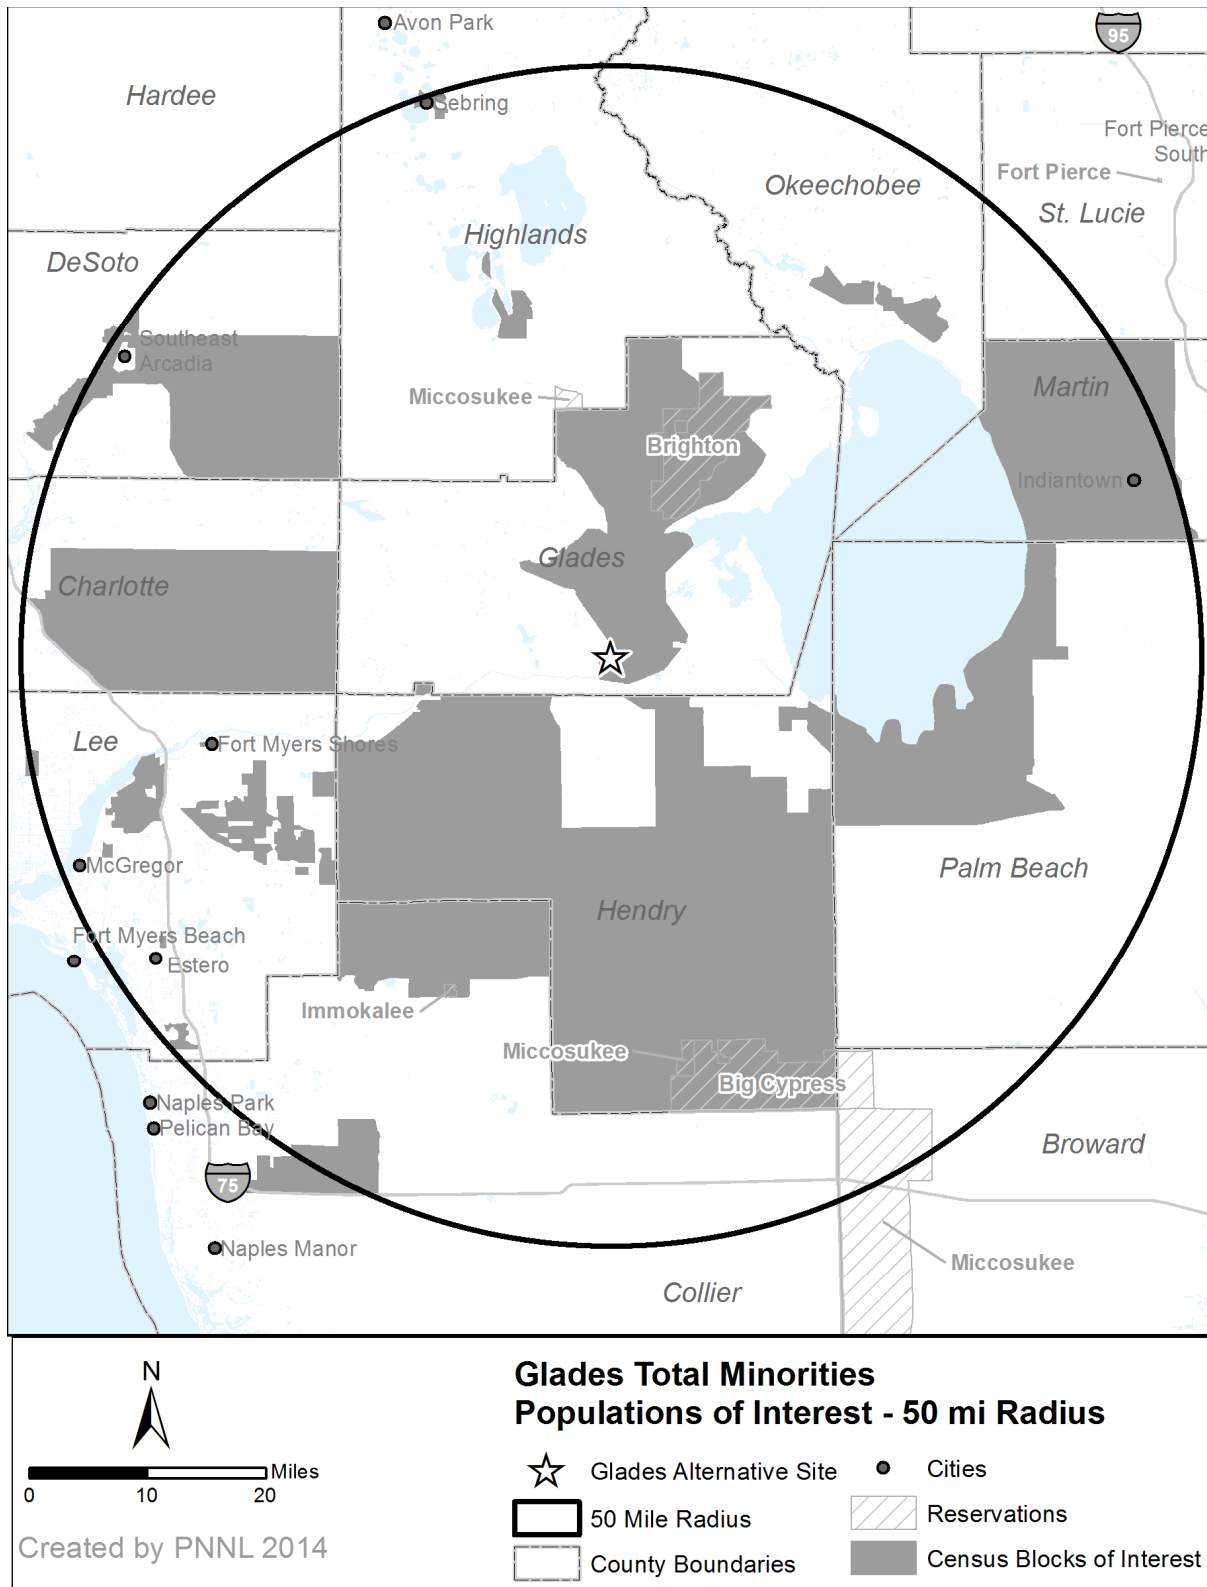 Avon Park
95
Hardee
Sebring
Fort Pierce
South
Okeechobee
Fort Pierce
St. Lucie
Highlands
DeSoto
Southeast
Arcadia
Martin
Miccosukee
Brighton
Indiantown
Glades
Charlotte
Lee
Fort Myers Shores
McGregor
Palm Beach
Hendry
Fort Myers Beach
Estero
Immokalee
Miccosukee
Big Cypress
Naples Park
Pelican Bay
Broward
75
Naples Manor
Miccosukee
Collier
N
Miles
0 10 20
Created by PNNL 2014
Glades Total Minorities
Populations of Interest - 50 mi Radius
Glades Alternative Site
Cities
50 Mile Radius
Reservations
County Boundaries
Census Blocks of Interest